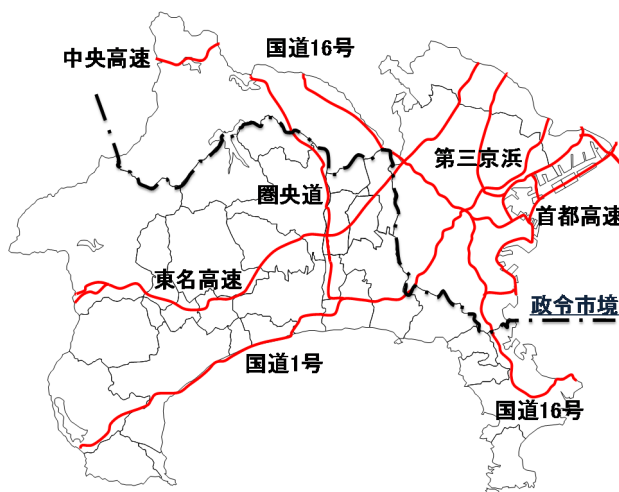 国道16号
中央高速
第三京浜
圏央道
首都高速
東名高速
政令市境
国道1号
国道16号